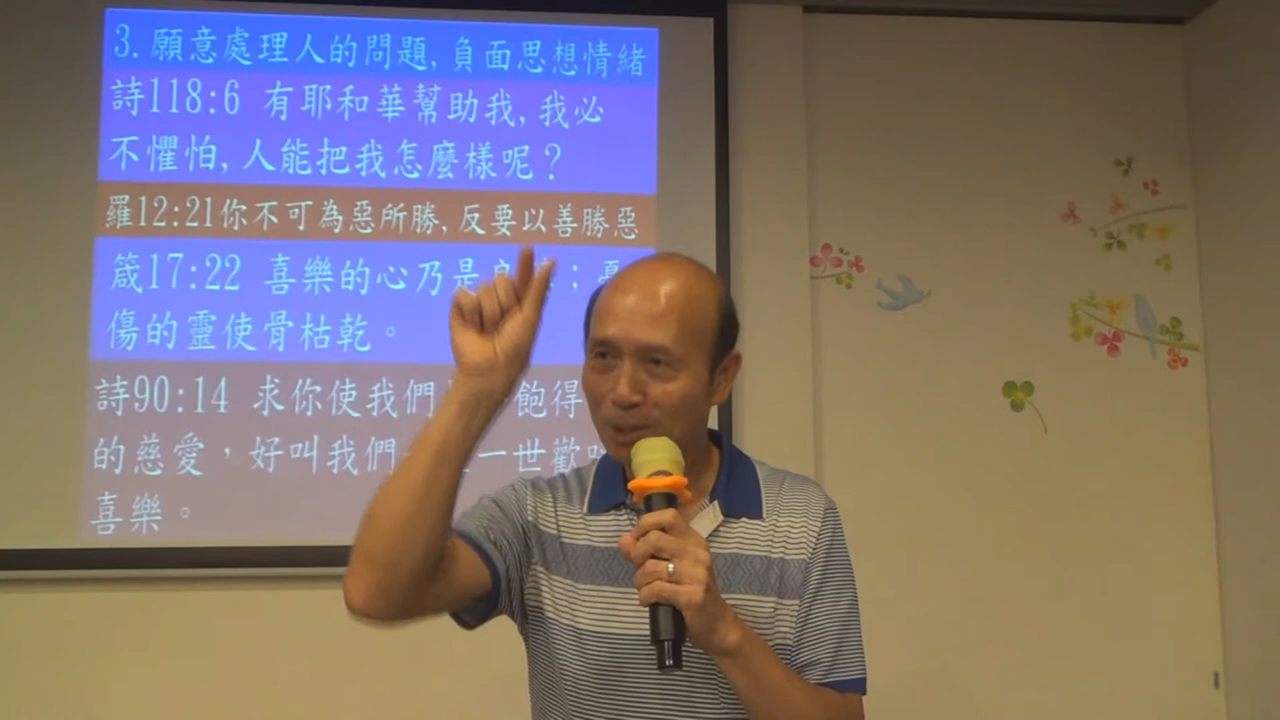 3.願意處理人的問題,負面思想情緒
詩118:6 有耶和華幫助我,我必
不懼怕,人能把我怎麼樣呢？
羅12:21你不可為惡所勝,反要以善勝惡
箴17:22 喜樂的心乃是良；憂
傷的靈使骨枯乾。
詩90:14 求你使我們飽得
的慈愛，好叫我們一世歡
喜樂。